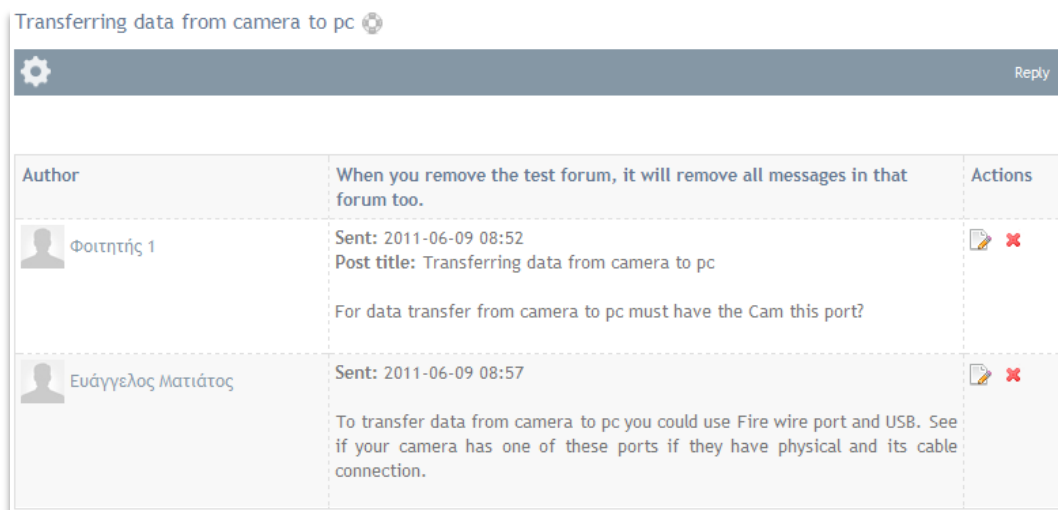 Transferring data from camera to pc
Reply
Author
When you remove the test forum, it will remove all messages in that
forum too.
Actions
Φοιτητής 1
Sent: 2011-06-09 08:52
Post title: Transferring data from camera to pc
For data transfer from camera to pc must have the Cam this port?
Ευάγγελος Ματιάτος
Sent: 2011-06-09 08:57
To transfer data from camera to pc you could use Fire wire port and USB. See
if your camera has one of these ports if they have physical and its cable
connection.